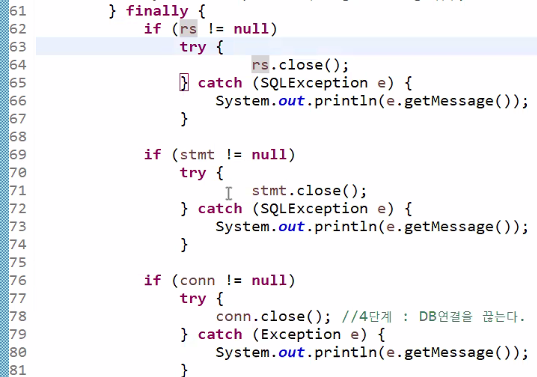 61 } finally {
62 if (rs != null)
63 try {
64 rs.close();
65 } catch (SQLException e) {
66 System.out.println(e.getMessage());
67 }
68
69 if (stmt != null)
70 try {
71 stmt.close();
72 } catch (SQLException e) {
73 System.out.println(e.getMessage());
74 }
75
76 if (conn != null)
77 try {
78 conn.close(); //4단계 : DB연결을 끊는다.
79 } catch (Exception e) {
80 System.out.println(e.getMessage());
81 }